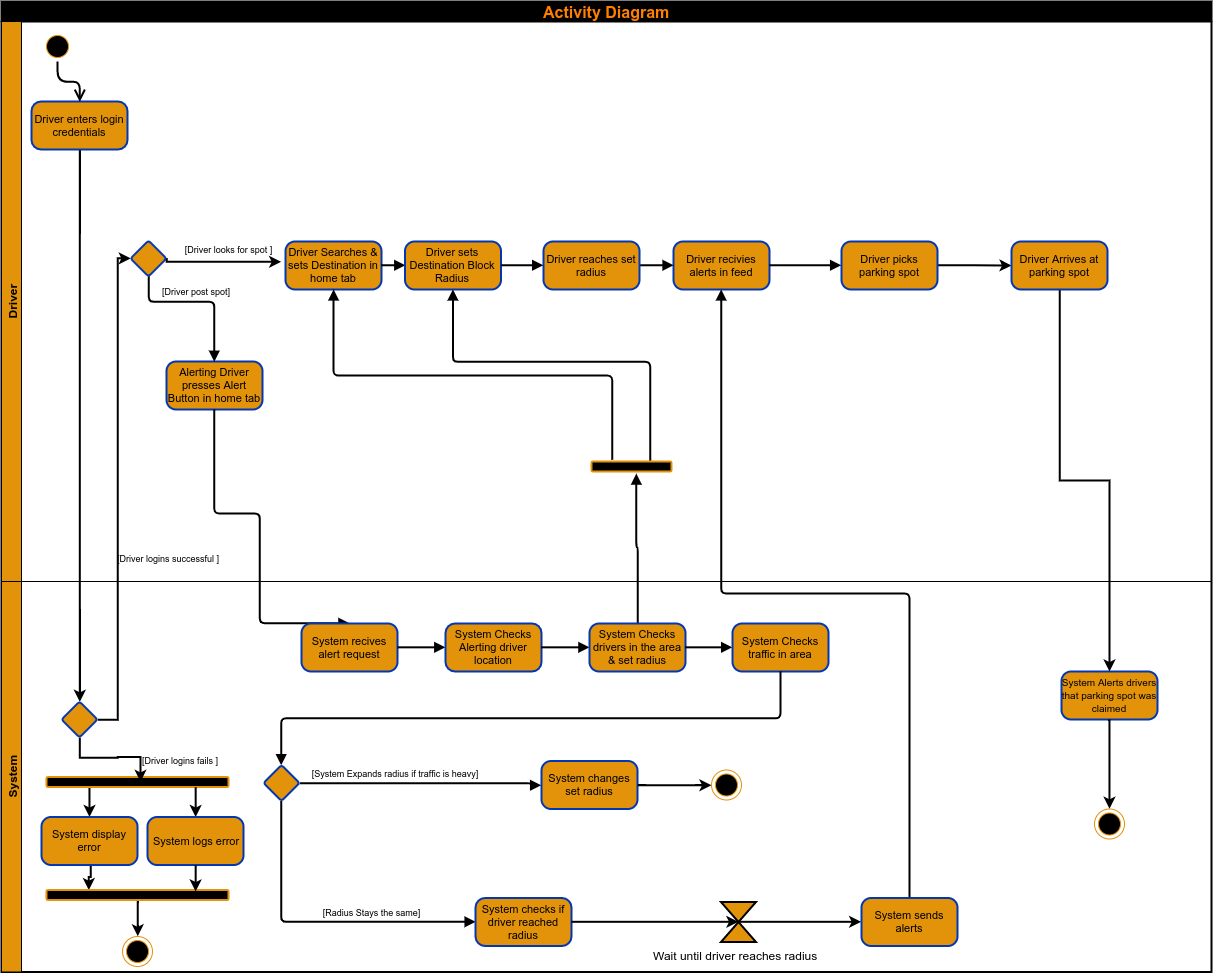 Activity Diagram
Driver enters login
credentials
[Driver looks for spot ]
Driver Searches &
sets Destination in
home tab
Driver sets
Destination Block
Radius
Driver reaches set
radius
Driver recivies
alerts in feed
Driver picks
parking spot
Driver Arrives at
parking spot
[Driver post spot]
Driver
Alerting Driver
presses Alert
Button in home tab
[Driver logins successful ]
System recives
alert request
System Checks
Alerting driver
location
System Checks
drivers in the area
& set radius
System Checks
traffic in area
System Alerts drivers
that parking spot was
claimed
System
[Driver logins fails ]
[System Expands radius if traffic is heavy]
System changes
set radius
System display
error
System logs error
[Radius Stays the same]
System checks if
driver reached
radius
System sends
alerts
Wait until driver reaches radius